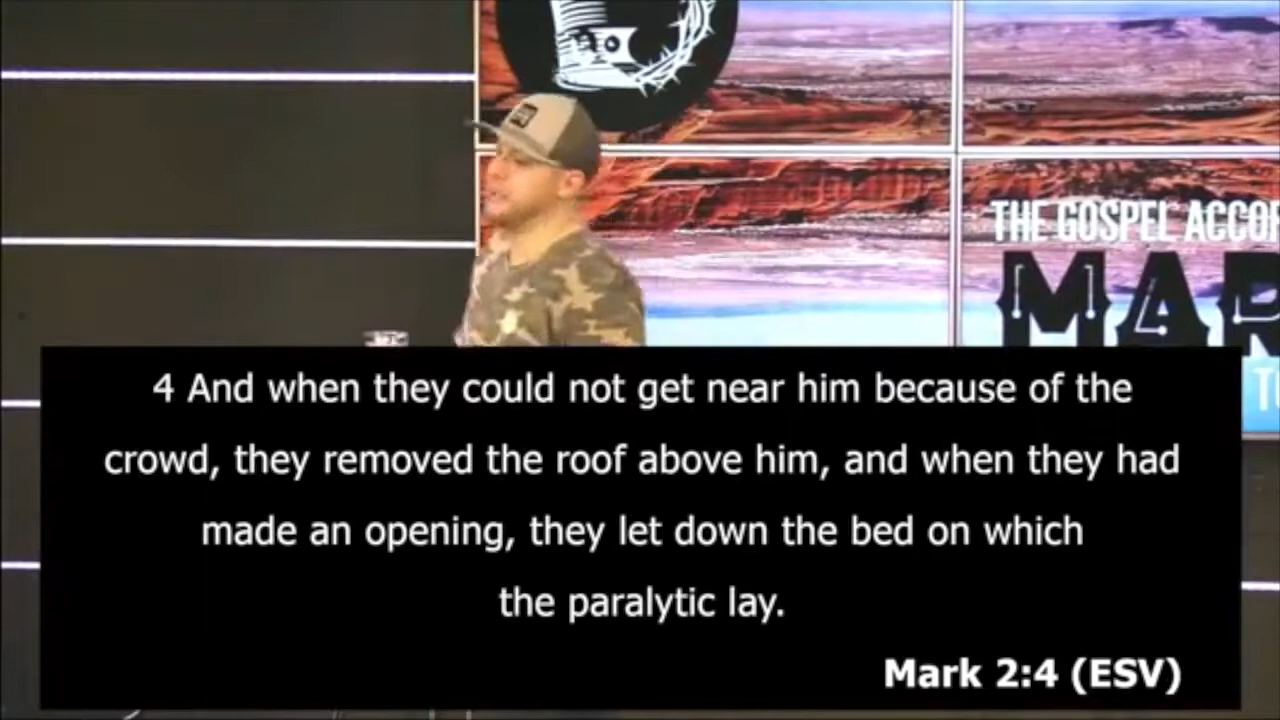 THE GOSPEL ACCOR
MAR
4 And when they could not get near him because of the
crowd, they removed the roof above him, and when they had
made an opening, they let down the bed on which
the paralytic lay.
Mark 2:4 (ESV)